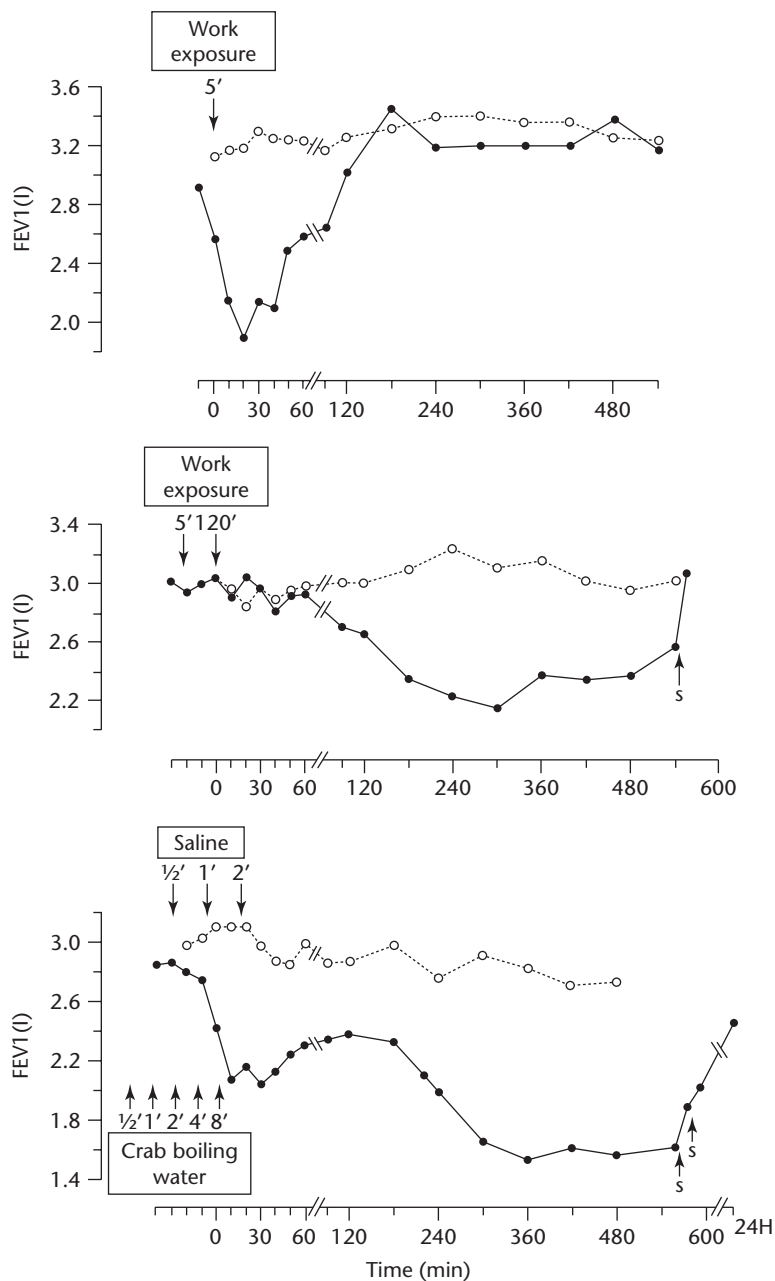 Work
exposure
5′
3.6
3.2
2.8
2.4
2.0
FEV1(l)
0 30 60 120 240 360 480
Work
exposure
5′ 120′
3.4
3.0
2.6
2.2
FEV1(l)
s
0 30 60 120 240 360 480 600
Saline
½′ 1′ 2′
3.0
2.6
2.2
1.8
1.4
FEV1(l)
½′ 1′ 2′ 4′ 8′
Crab boiling
water
s
s
0 30 60 120 240 360 480 600 24H
Time (min)